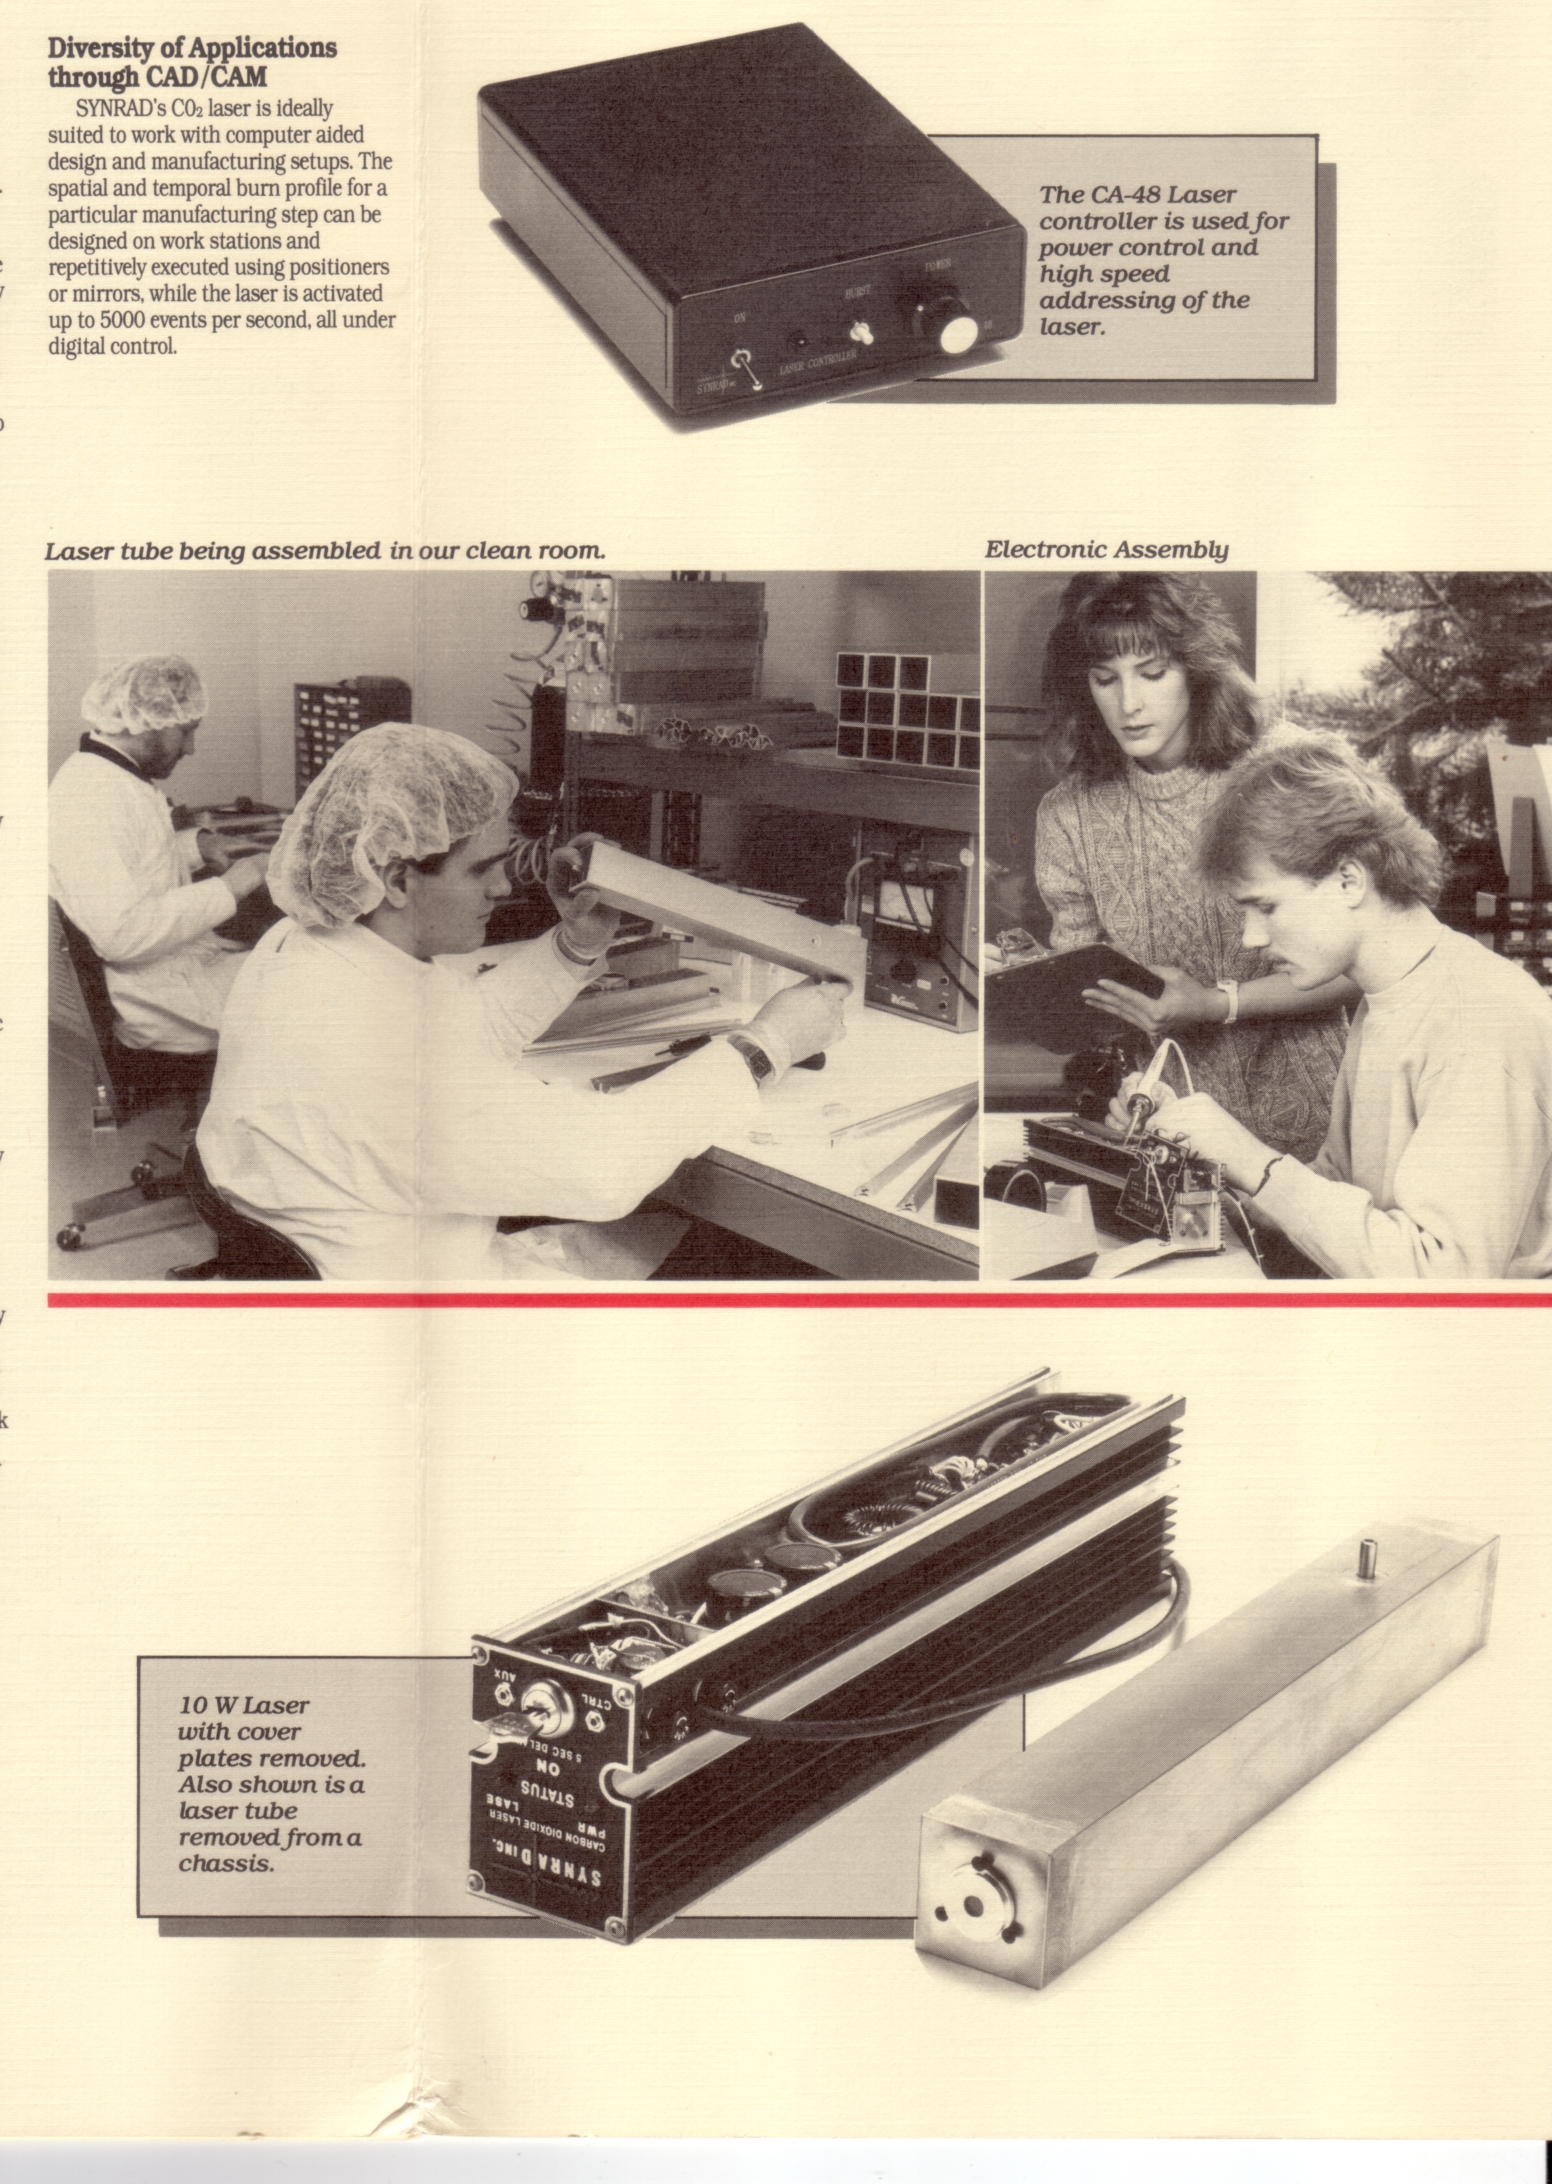 Diversity of Applications
through CAD/CAM
SYNRAD's CO₂ laser is ideally
suited to work with computer aided
design and manufacturing setups. The
spatial and temporal burn profile for a
particular manufacturing step can be
designed on work stations and
repetitively executed using positioners
or mirrors, while the laser is activated
up to 5000 events per second, all under
digital control.
POWER
BURST
ON
10
LASER CONTROLLER
SYNRAD INC
The CA-48 Laser
controller is used for
power control and
high speed
addressing of the
laser.
Laser tube being assembled in our clean room.
Electronic Assembly
10 W Laser
with cover
plates removed.
Also shown is a
laser tube
removed from a
chassis.
AUX
CTRL
5 SEC DEL
ON
STATUS
LASE
PWR
CARBON DIOXIDE LASER
SYNRAD INC.